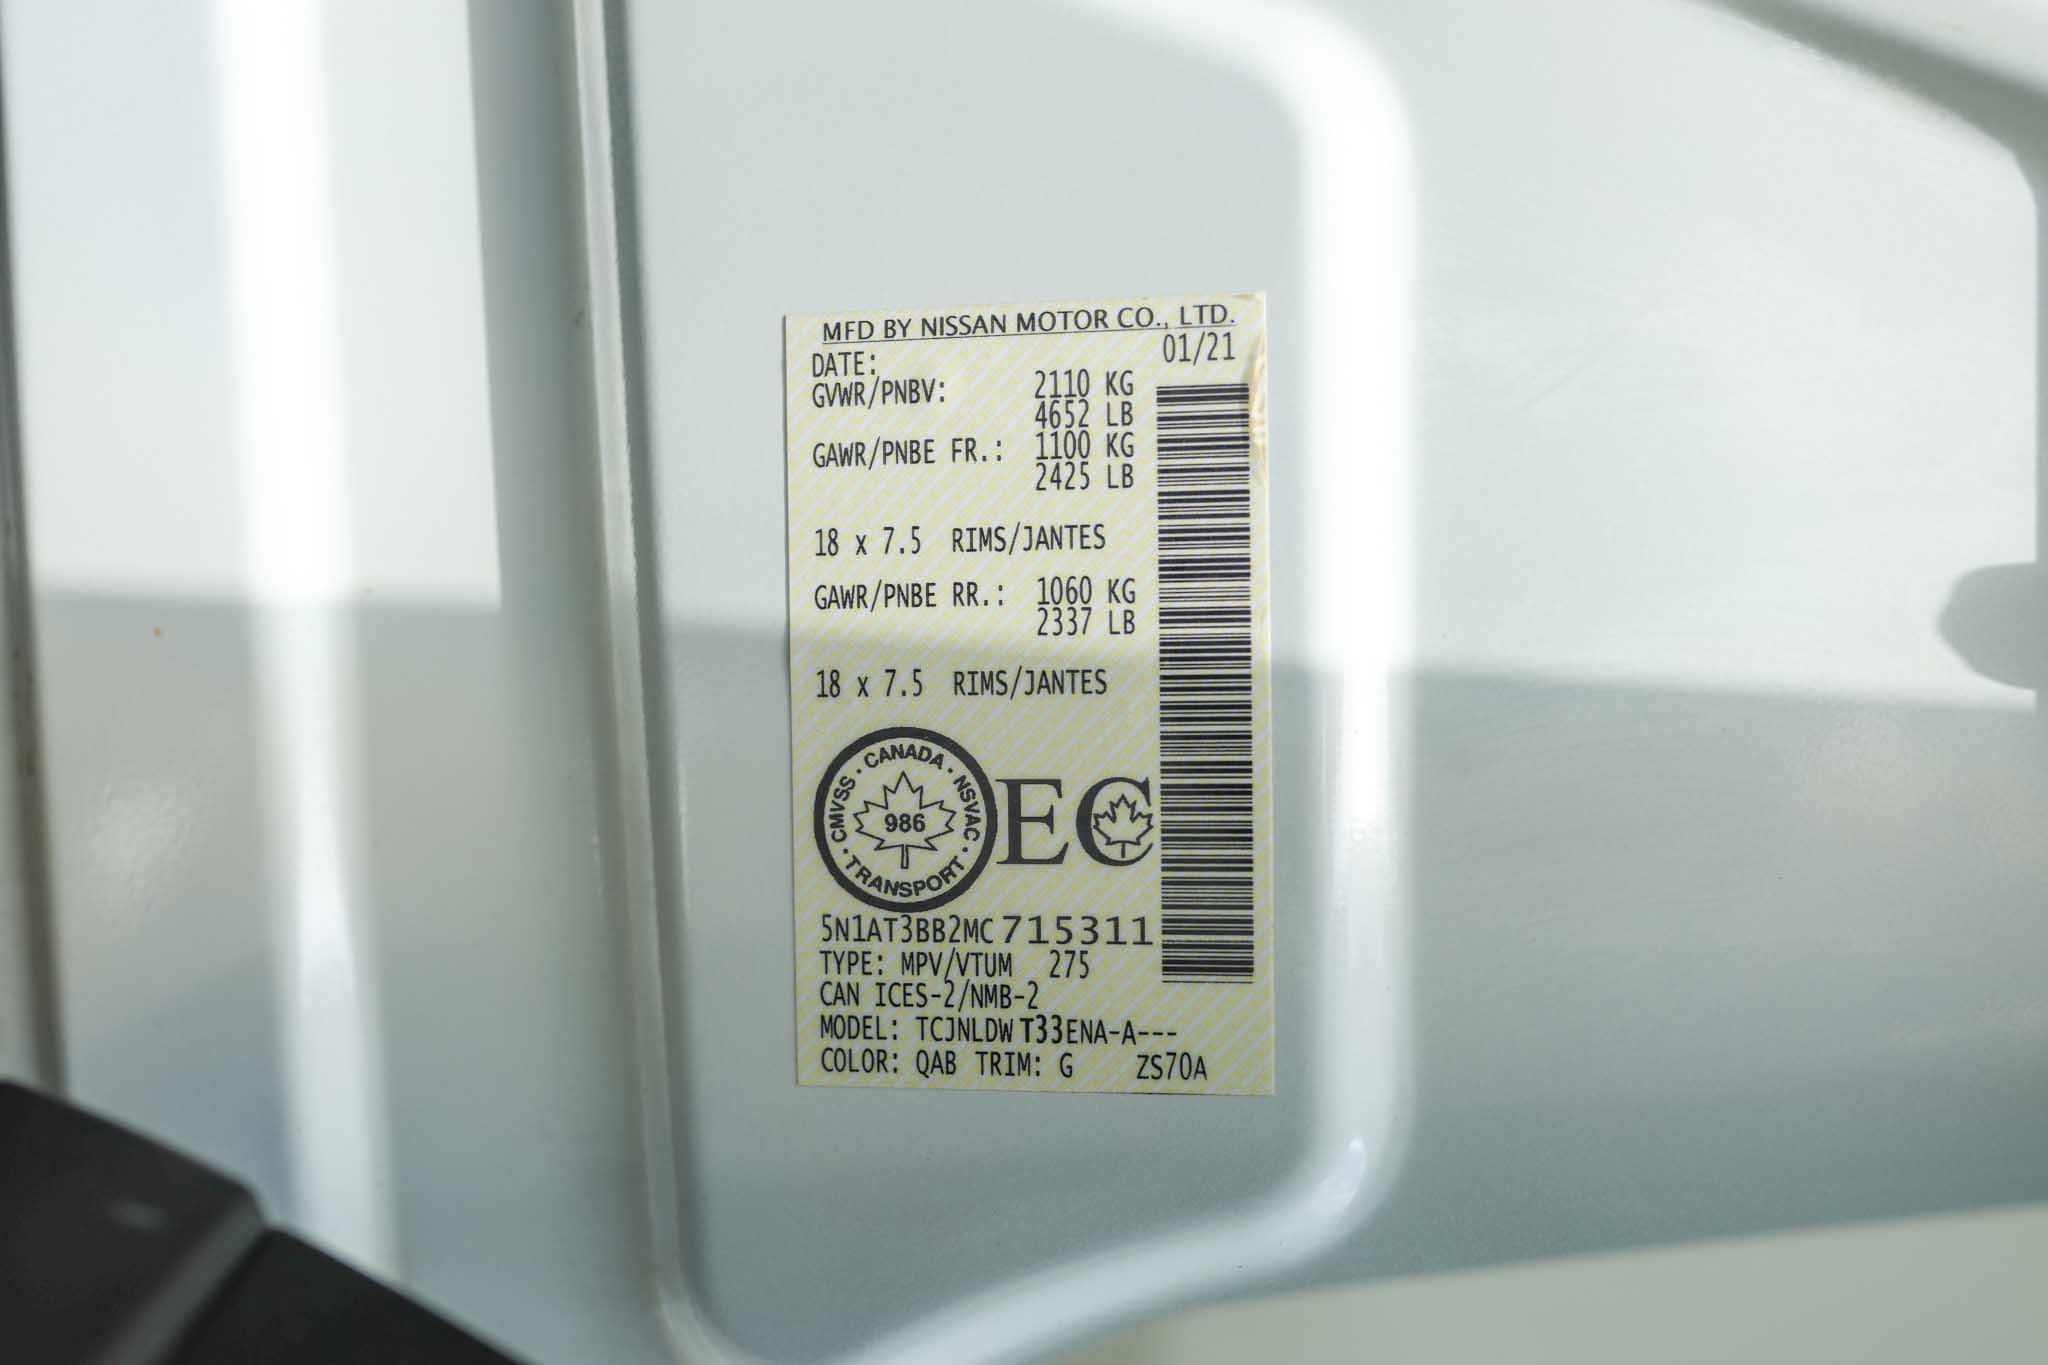 MFD BY NISSAN MOTOR CO., LTD.
DATE: 01/21
GVWR/PNBV: 2110 KG
4652 LB
GAWR/PNBE FR.: 1100 KG
2425 LB
18 x 7.5 RIMS/JANTES
GAWR/PNBE RR.: 1060 KG
2337 LB
18 x 7.5 RIMS/JANTES
CANADA · NSVAC · TRANSPORT · CMVSS ·
986
EC
5N1AT3BB2MC715311
TYPE: MPV/VTUM 275
CAN ICES-2/NMB-2
MODEL: TCJNLDWT33ENA-A---
COLOR: QAB TRIM: G ZS70A